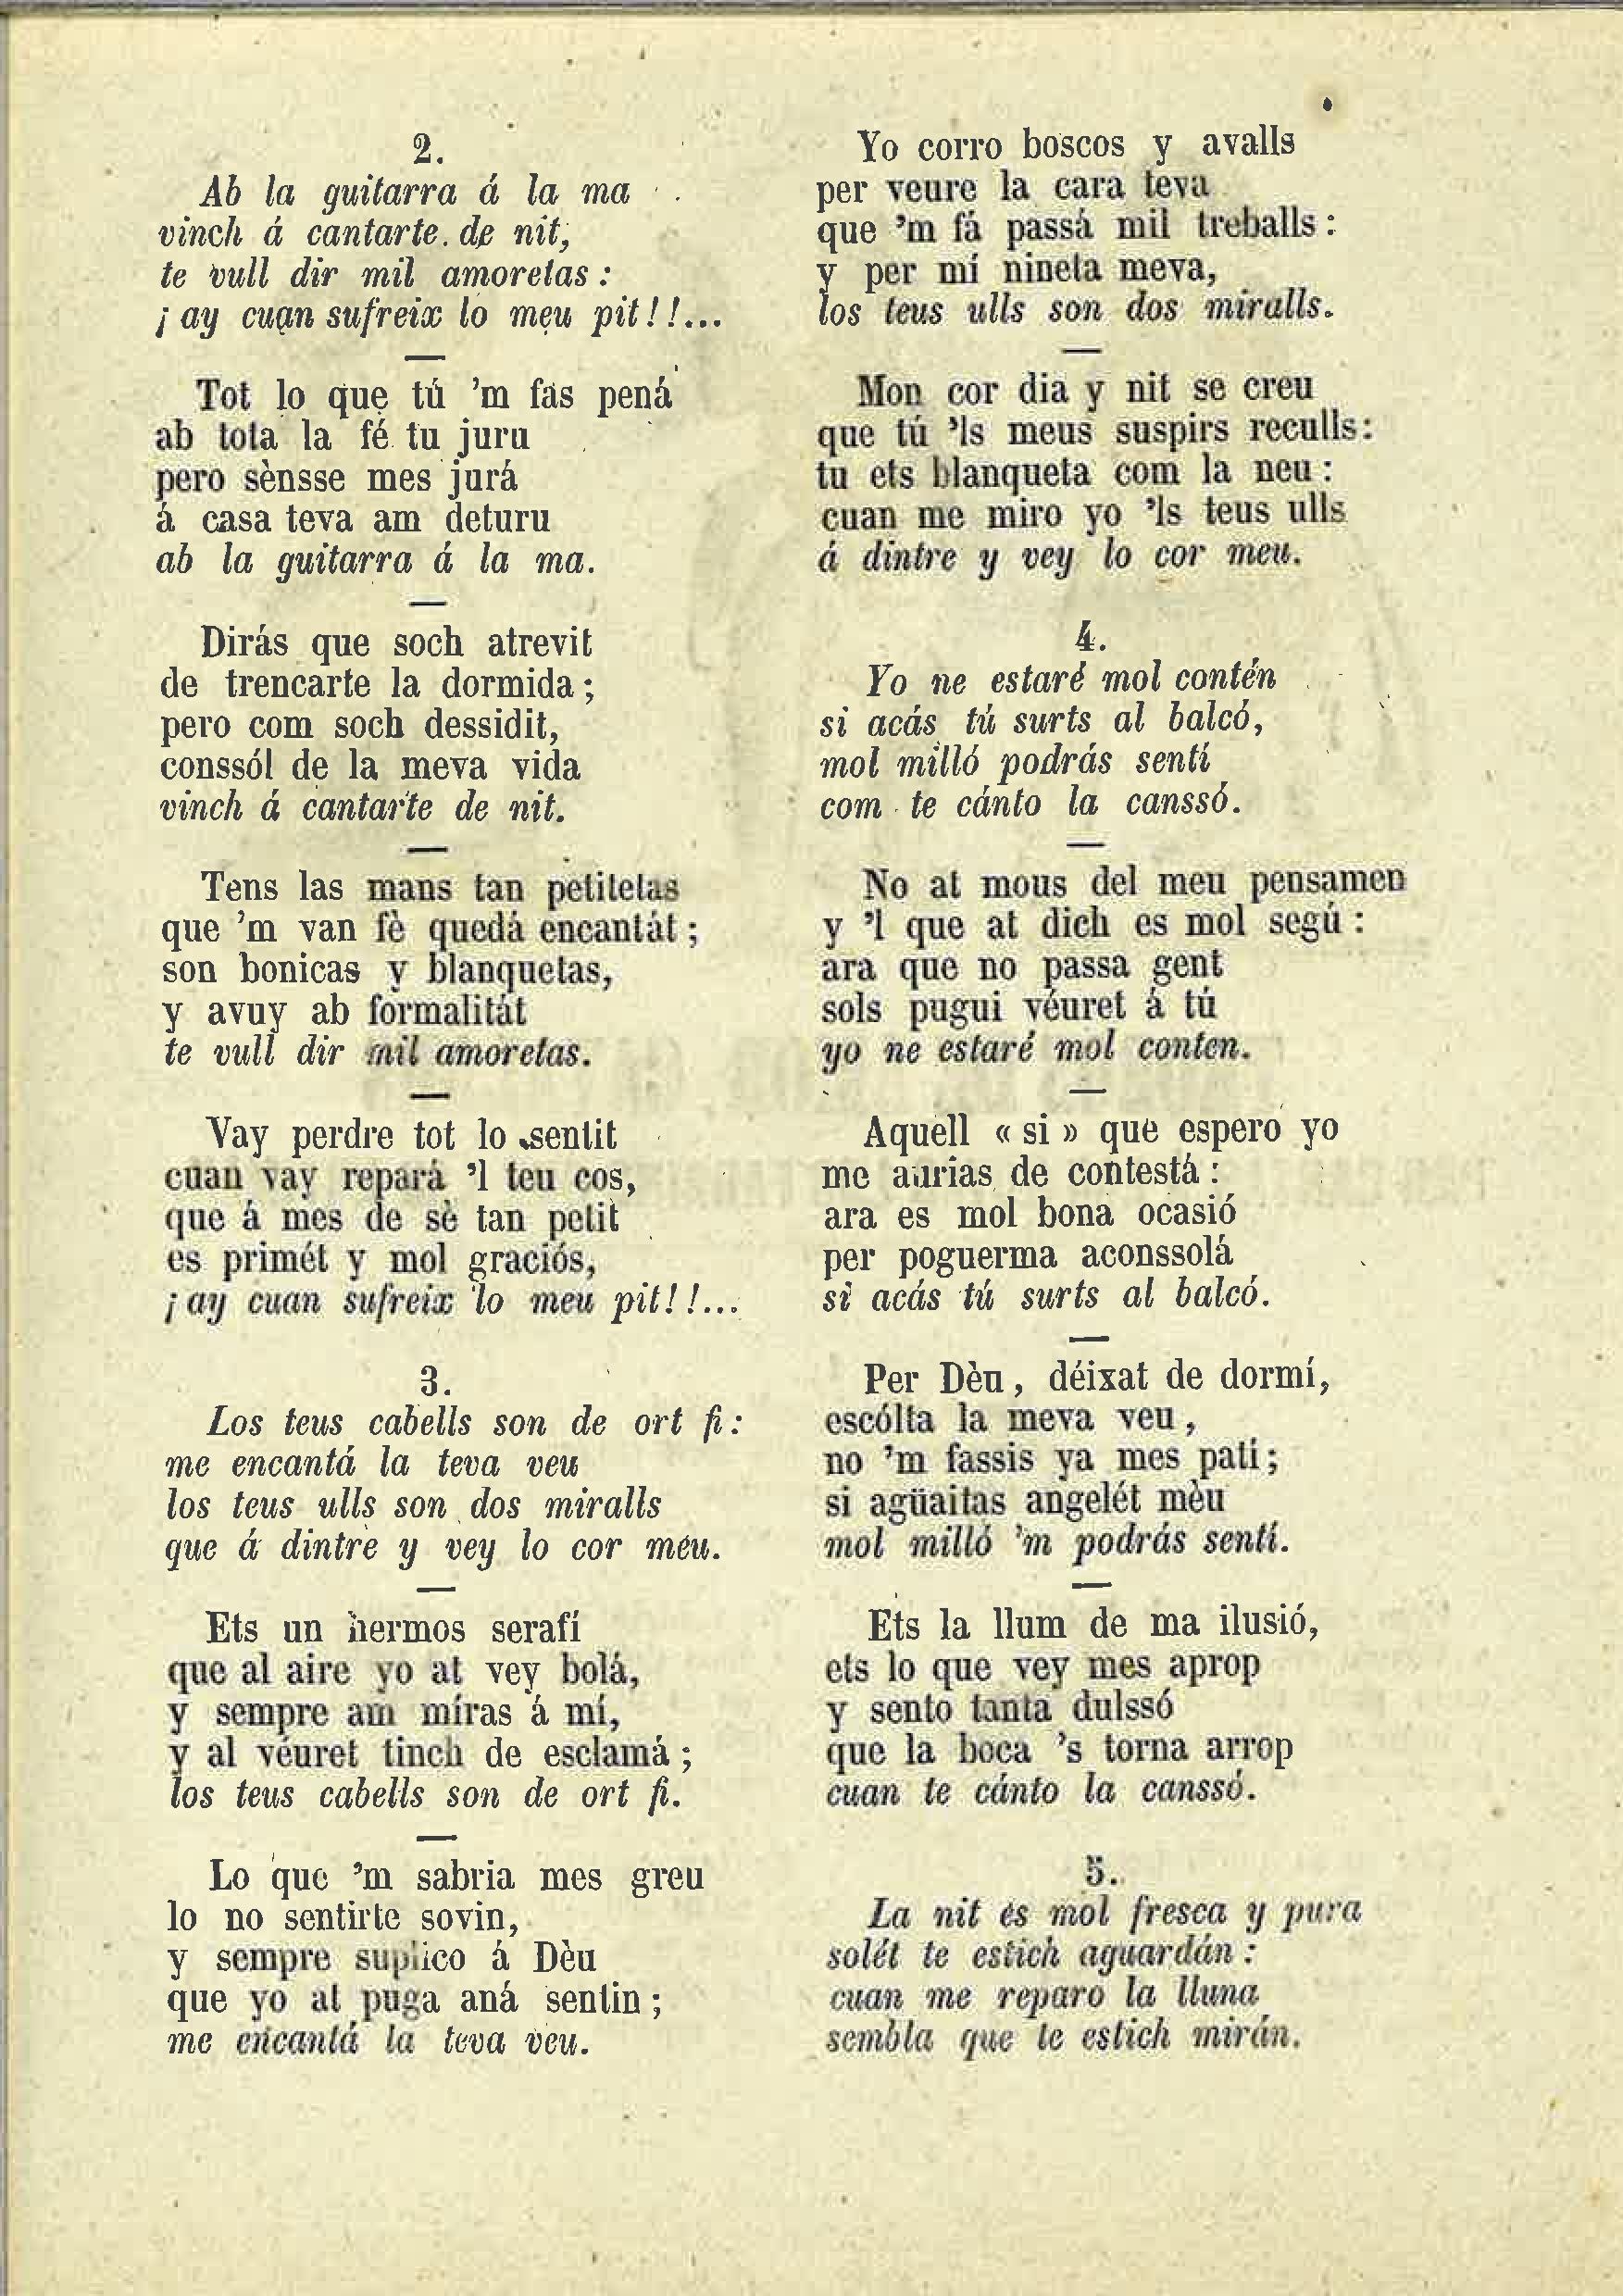 2.
Ab la guitarra á la ma
vinch á cantarte de nit,
te vull dir mil amoretas :
¡ ay cuan sufreix lo meu pit ! !...
Tot lo que tú 'm fas pená
ab tota la fé tu juru
pero sènsse mes jurá
á casa teva am deturu
ab la guitarra á la ma.
Dirás que soch atrevit
de trencarte la dormida ;
pero com soch dessidit,
conssól de la meva vida
vinch á cantarte de nit.
Tens las mans tan petitetas
que 'm van fè quedá encantát ;
son bonicas y blanquetas,
y avuy ab formalitát
te vull dir mil amoretas.
Vay perdre tot lo sentit
cuan vay repará 'l teu cos,
que á mes de sè tan petit
es primét y mol graciós,
¡ ay cuan sufreix lo meu pit ! !...
3.
Los teus cabells son de ort fi :
me encantá la teva veu
los teus ulls son dos miralls
que á dintre y vey lo cor meu.
Ets un hermos serafí
que al aire yo at vey bolá,
y sempre am míras á mí,
y al véuret tinch de esclamá ;
los teus cabells son de ort fi.
Lo que 'm sabria mes greu
lo no sentirte sovin,
y sempre suplico á Dèu
que yo at puga aná sentin ;
me encantá la teva veu.
Yo corro boscos y avalls
per veure la cara teva
que 'm fá passá mil treballs :
y per mí nineta meva,
los teus ulls son dos miralls.
Mon cor dia y nit se creu
que tú 'ls meus suspirs reculls :
tu ets blanqueta com la neu :
cuan me miro yo 'ls teus ulls
á dintre y vey lo cor meu.
4.
Yo ne estaré mol contén
si acás tú surts al balcó,
mol milló podrás sentí
com te cánto la canssó.
No at mous del meu pensamen
y 'l que at dich es mol segú :
ara que no passa gent
sols pugui véuret á tú
yo ne estaré mol conten.
Aquell « si » que espero yo
me aurias de contestá :
ara es mol bona ocasió
per poguerma aconssolá
si acás tú surts al balcó.
Per Dèu, déixat de dormí,
escólta la meva veu ,
no 'm fassis ya mes pati ;
si agüaitas angelét mèu
mol milló 'm podrás sentí.
Ets la llum de ma ilusió,
ets lo que vey mes aprop
y sento tanta dulssó
que la boca 's torna arrop
cuan te cánto la canssó.
5.
La nit es mol fresca y pura
solét te estich aguardán :
cuan me reparo la lluna
sembla que te estich mirán.